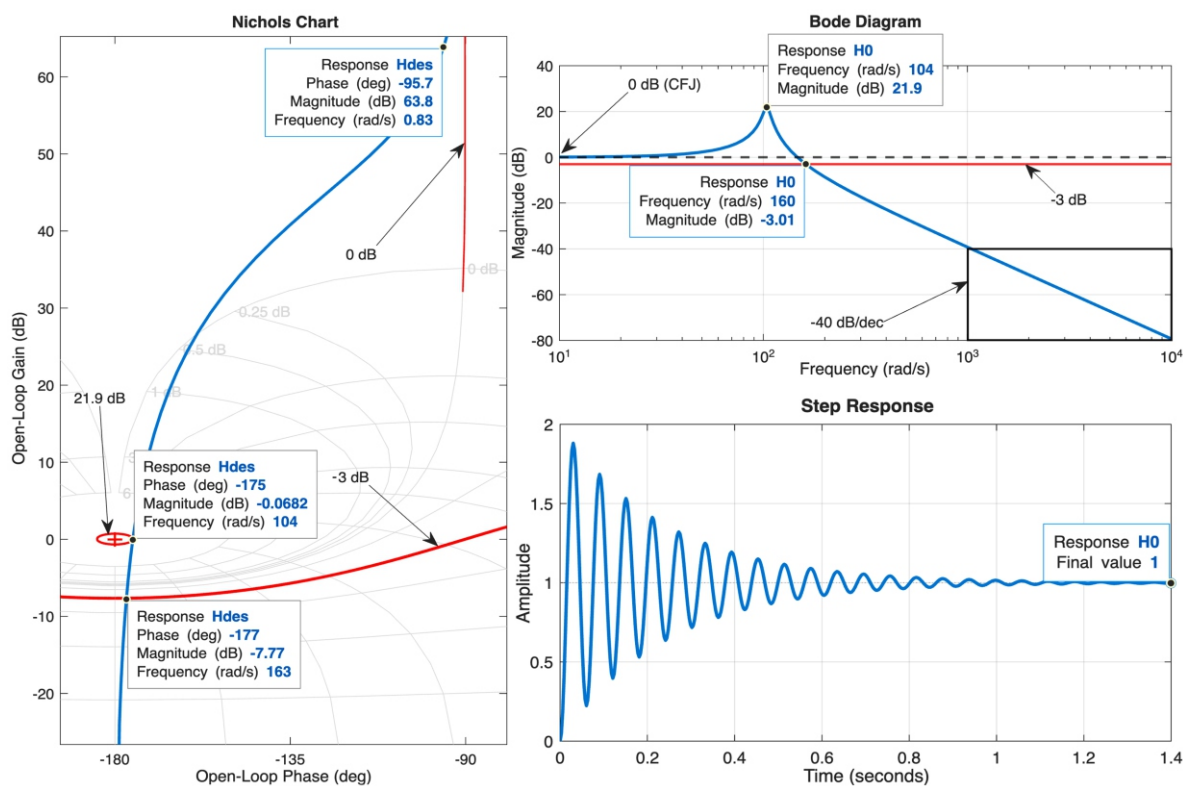 Nichols Chart
Response Hdes
Phase (deg) -95.7
Magnitude (dB) 63.8
Frequency (rad/s) 0.83
0 dB
0 dB
-0.25 dB
1 dB
21.9 dB
6
Response Hdes
Phase (deg) -175
Magnitude (dB) -0.0682
Frequency (rad/s) 104
-3 dB
Response Hdes
Phase (deg) -177
Magnitude (dB) -7.77
Frequency (rad/s) 163
60
50
40
30
20
10
0
-10
-20
Open-Loop Gain (dB)
-180
-135
-90
Open-Loop Phase (deg)
Bode Diagram
Response H0
Frequency (rad/s) 104
Magnitude (dB) 21.9
0 dB (CFJ)
Response H0
Frequency (rad/s) 160
Magnitude (dB) -3.01
-3 dB
-40 dB/dec
40
20
0
-20
-40
-60
-80
Magnitude (dB)
10¹
10²
10³
10⁴
Frequency (rad/s)
Step Response
Response H0
Final value 1
2
1.5
1
0.5
0
Amplitude
0
0.2
0.4
0.6
0.8
1
1.2
1.4
Time (seconds)